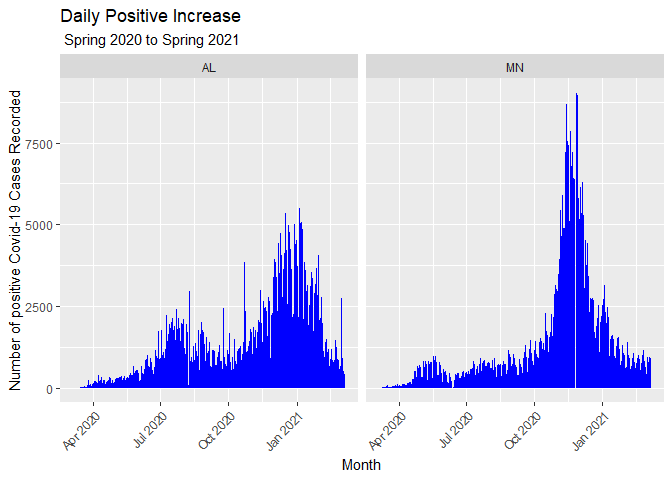 Daily Positive Increase
Spring 2020 to Spring 2021
AL
MN
Number of positive Covid-19 Cases Recorded
7500
5000
2500
0
Apr 2020
Jul 2020
Oct 2020
Jan 2021
Apr 2020
Jul 2020
Oct 2020
Jan 2021
Month